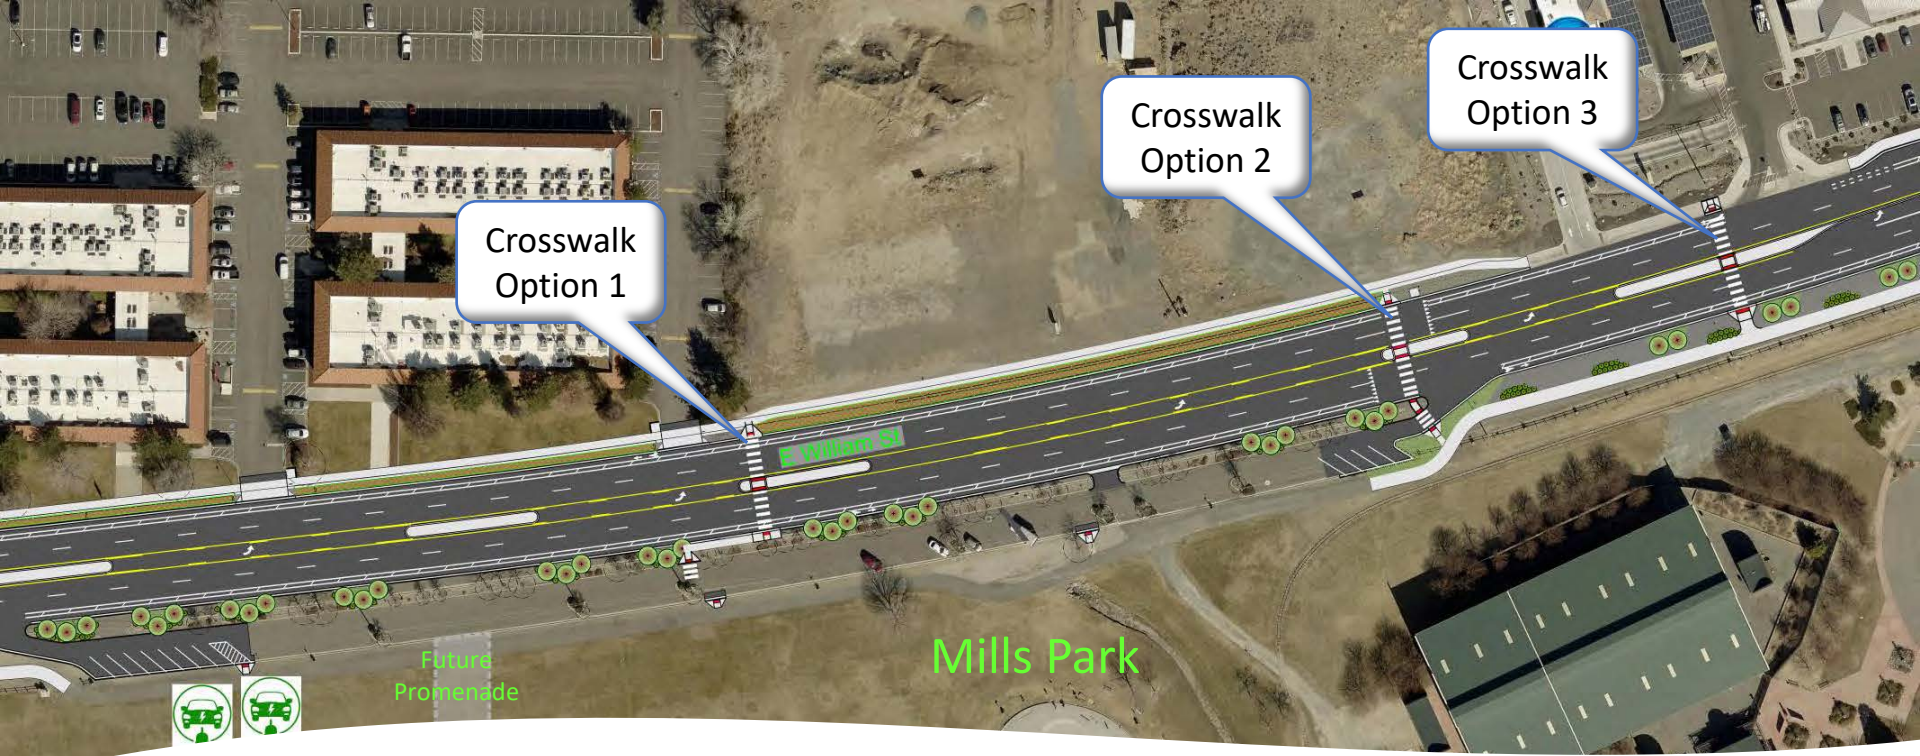 Crosswalk
Option 1
Crosswalk
Option 2
Crosswalk
Option 3
E William St
Mills Park
Future
Promenade